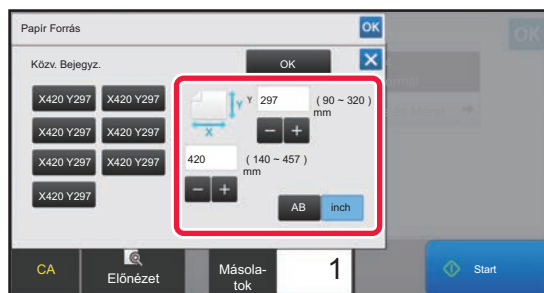 Papír Forrás
OK
OK
Közv. Bejegyz.
OK
X420 Y297
X420 Y297
Y
Y
297
( 90 ~ 320 )
mm
X420 Y297
X420 Y297
X
X420 Y297
X420 Y297
420
( 140 ~ 457 )
mm
X420 Y297
AB
inch
CA
Előnézet
Másola-
tok
1
Start